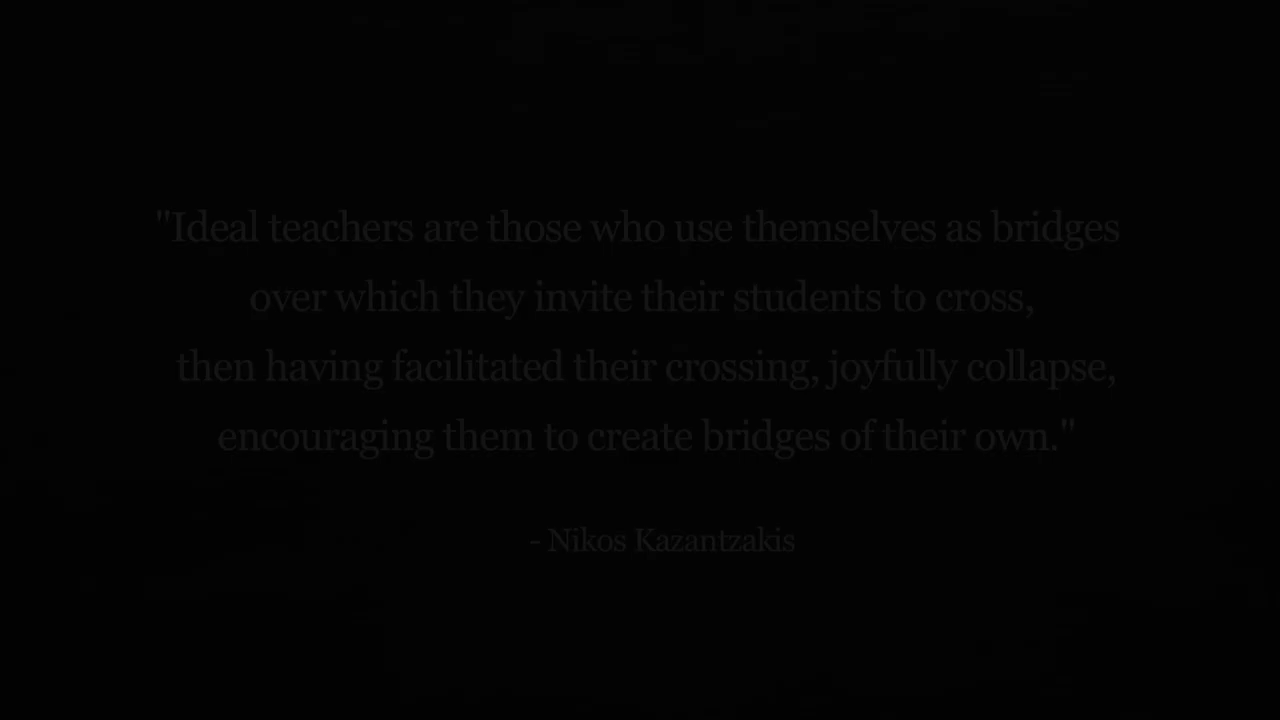 "Ideal teachers are those who use themselves as bridges
over which they invite their students to cross,
then having facilitated their crossing, joyfully collapse,
encouraging them to create bridges of their own."
- Nikos Kazantzakis